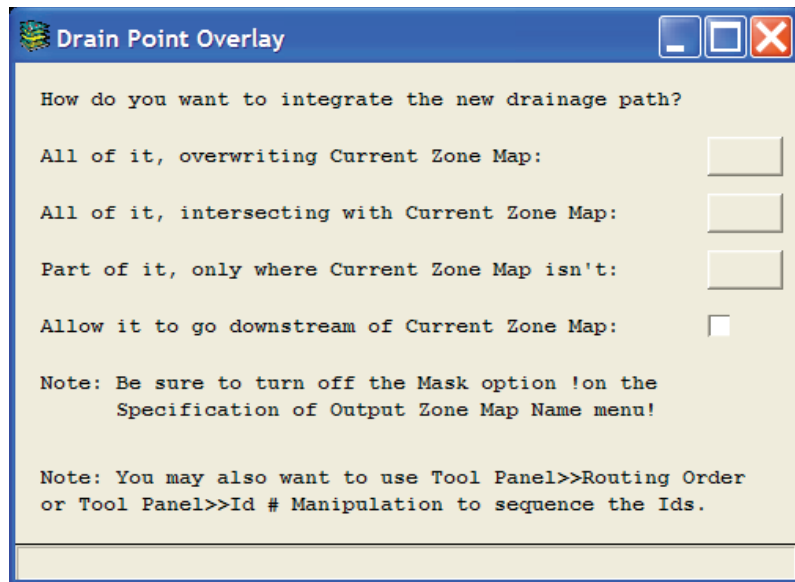 Drain Point Overlay
How do you want to integrate the new drainage path?
All of it, overwriting Current Zone Map:
All of it, intersecting with Current Zone Map:
Part of it, only where Current Zone Map isn't:
Allow it to go downstream of Current Zone Map:
Note: Be sure to turn off the Mask option !on the
Specification of Output Zone Map Name menu!
Note: You may also want to use Tool Panel>>Routing Order
or Tool Panel>>Id # Manipulation to sequence the Ids.